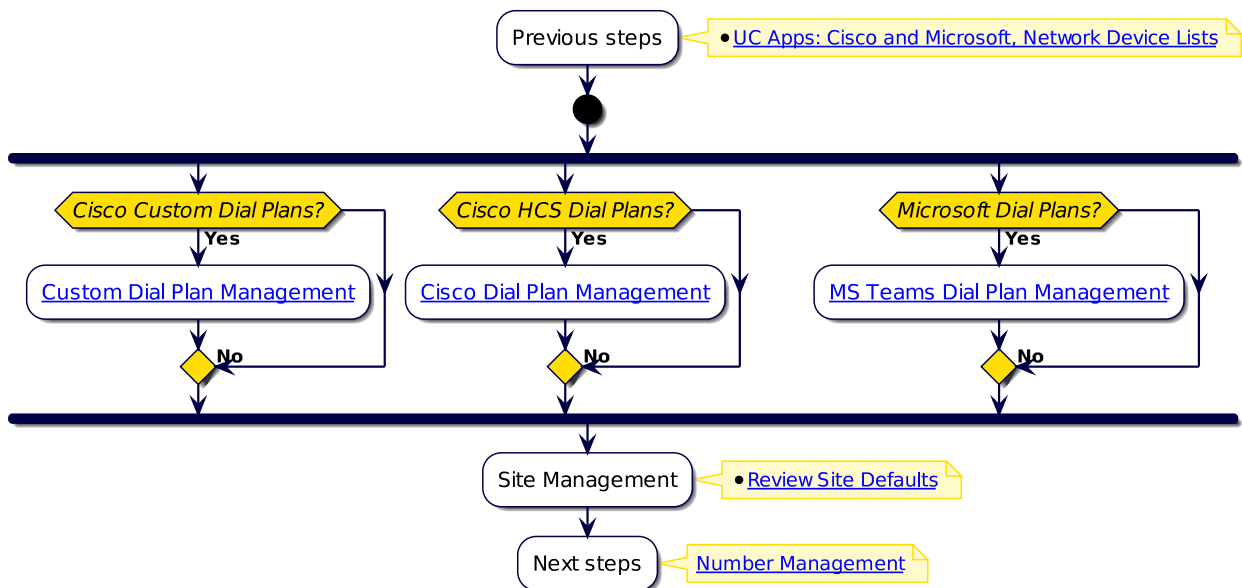 Previous steps
•UC Apps: Cisco and Microsoft, Network Device Lists
Cisco Custom Dial Plans?
Cisco HCS Dial Plans?
Microsoft Dial Plans?
Yes
Yes
Yes
Custom Dial Plan Management
Cisco Dial Plan Management
MS Teams Dial Plan Management
No
No
No
Site Management
•Review Site Defaults
Next steps
Number Management